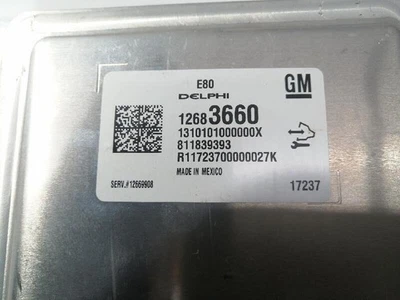 E80
DELPHI
GM
12683660
1310101000000X
811839393
R11723700000027K
MADE IN MEXICO
SERV.#12669908
17237